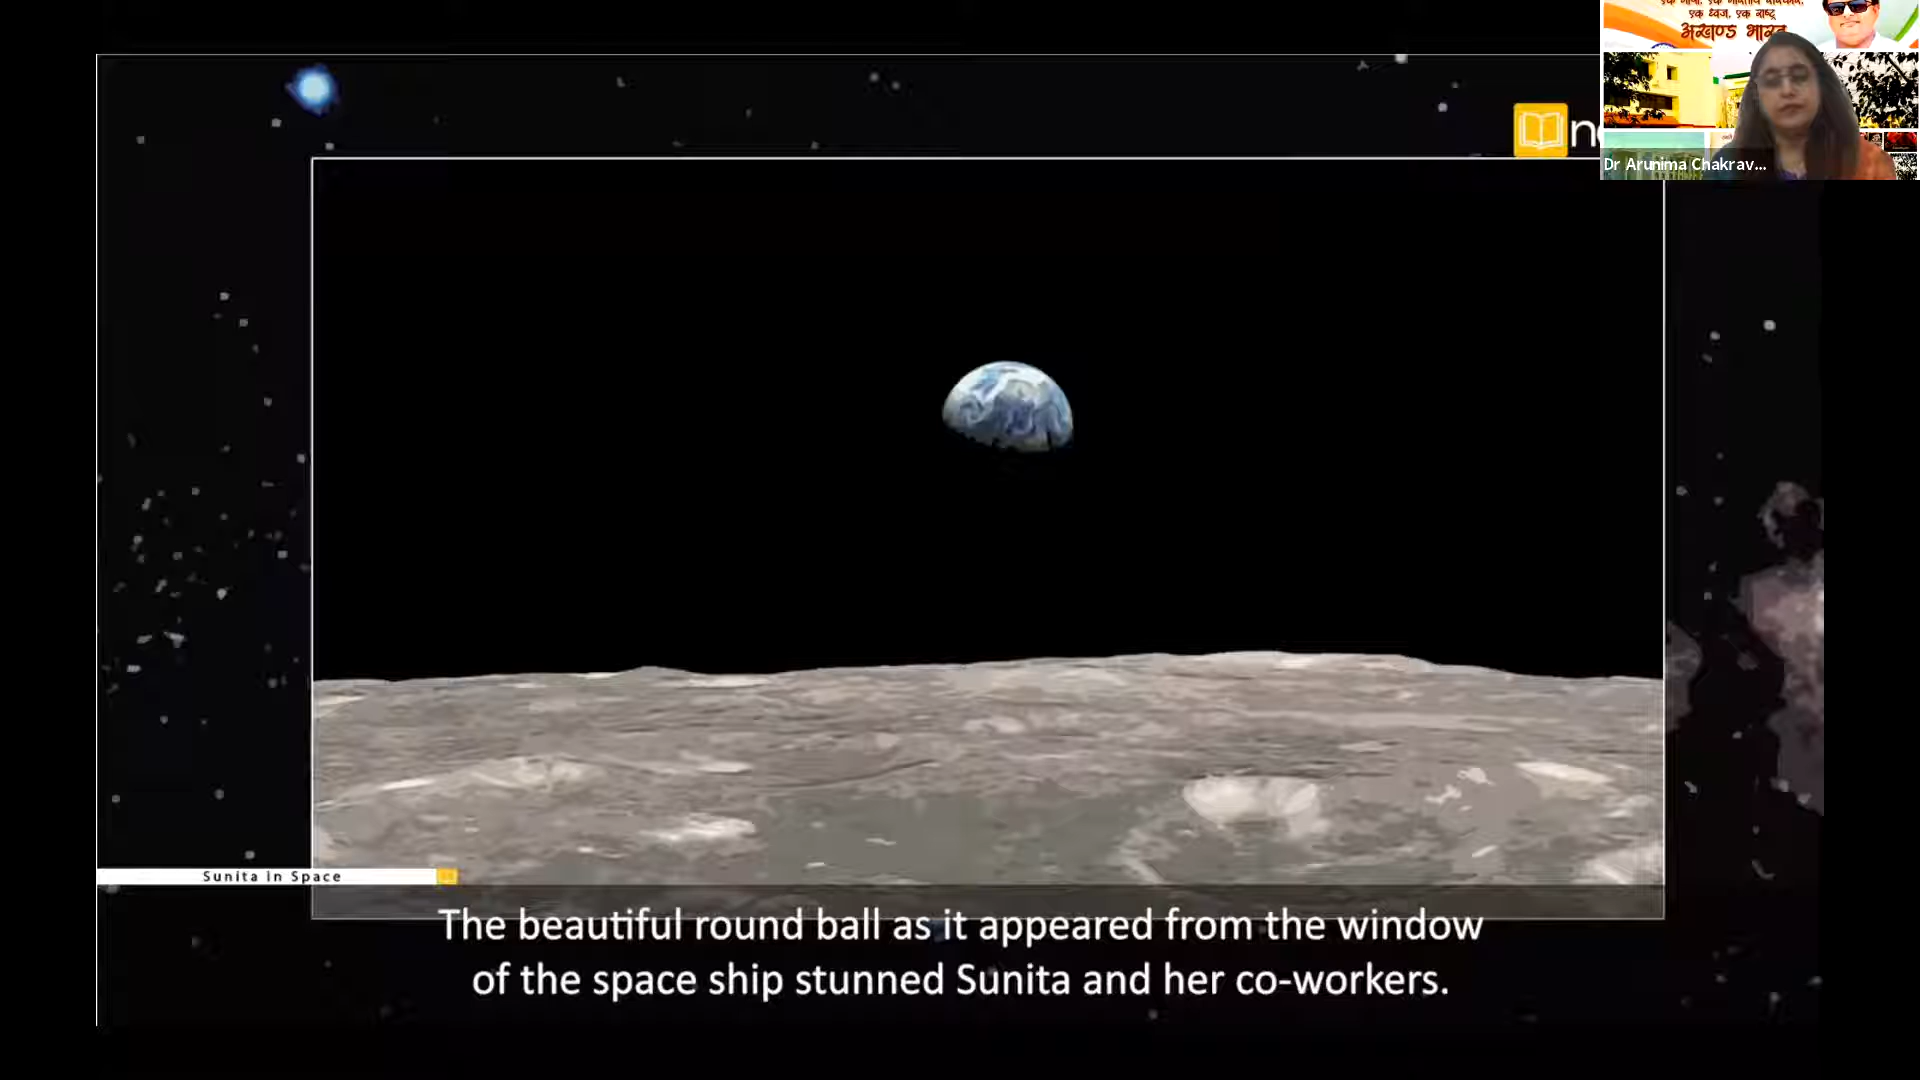 एक ध्वज, एक राष्ट्र
अखण्ड भारत
Dr Arunima Chakrav...
Sunita in Space
The beautiful round ball as it appeared from the window
of the space ship stunned Sunita and her co-workers.